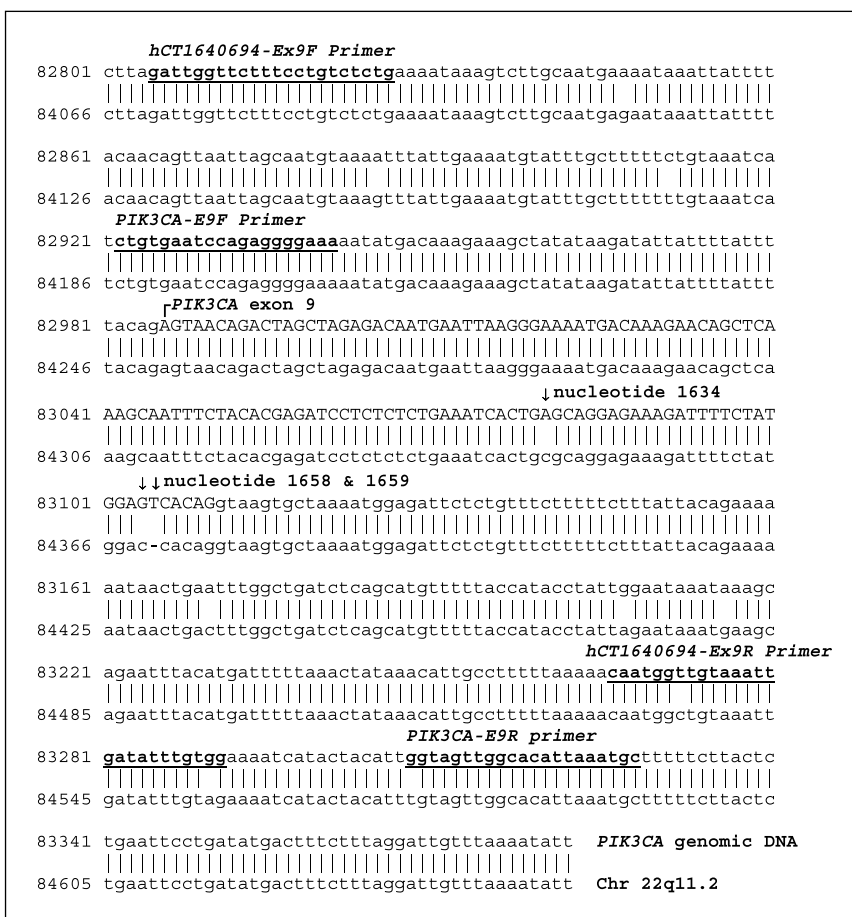 hCT1640694-Ex9F Primer
82801 cttagattggttctttcctgtctctgaaaataaagtcttgcaatgaaaataaattatttt
84066 cttagattggttctttcctgtctctgaaaataaagtcttgcaatgagaataaattatttt
82861 acaacagttaattagcaatgtaaaatttattgaaaatgtatttgctttttctgtaaatca
84126 acaacagttaattagcaatgtaaagtttattgaaaatgtatttgctttttttgtaaatca
PIK3CA-E9F Primer
82921 tctgtgaatccagaggggaaaaatatgacaaagaaagctatataagatattattttattt
84186 tctgtgaatccagaggggaaaaatatgacaaagaaagctatataagatattattttattt
PIK3CA exon 9
82981 tacagAGTAACAGACTAGCTAGAGACAATGAATTAAGGGAAAATGACAAAGAACAGCTCA
84246 tacagagtaacagactagctagagacaatgaattaagggaaaatgacaaagaacagctca
↓nucleotide 1634
83041 AAGCAATTTCTACACGAGATCCTCTCTCTGAAATCACTGAGCAGGAGAAAGATTTTCTAT
84306 aagcaatttctacacgagatcctctctctgaaatcactgcgcaggagaaagattttctat
↓↓nucleotide 1658 & 1659
83101 GGAGTCACAGgtaagtgctaaaatggagattctctgtttctttttctttattacagaaaa
84366 ggac-cacaggtaagtgctaaaatggagattctctgtttctttttctttattacagaaaa
83161 aataactgaatttggctgatctcagcatgtttttaccatacctattggaataaataaagc
84425 aataactgactttggctgatctcagcatgtttttaccatacctattagaataaatgaagc
hCT1640694-Ex9R Primer
83221 agaatttacatgatttttaaactataaacattgcctttttaaaaacaatggttgtaaatt
84485 agaatttacatgatttttaaactataaacattgcctttttaaaaacaatggctgtaaatt
PIK3CA-E9R primer
83281 gatatttgtggaaaatcatactacattggtagttggcacattaaatgctttttcttactc
84545 gatatttgtagaaaatcatactacatttgtagttggcacattaaatgctttttcttactc
83341 tgaattcctgatatgactttctttaggattgtttaaaatatt PIK3CA genomic DNA
84605 tgaattcctgatatgactttctttaggattgtttaaaatatt Chr 22q11.2